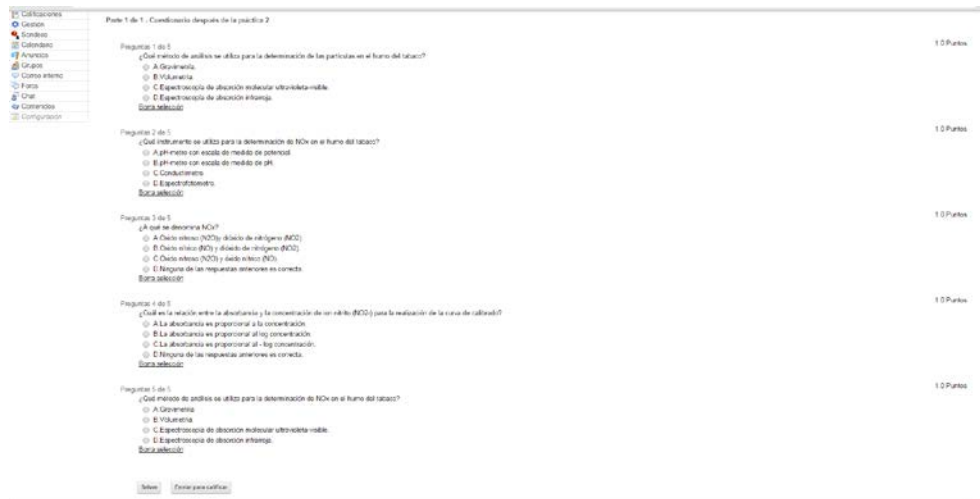 Calificaciones
Gestión
Sondeos
Calendario
Anuncios
Grupos
Correo interno
Foros
Chat
Contenidos
Configuración
Parte 1 de 1 - Cuestionario después de la práctica 2
Preguntas 1 de 5
1.0 Puntos
¿Qué método de análisis se utiliza para la determinación de las partículas en el humo del tabaco?
A.Gravimetría.
B.Volumetría.
C.Espectroscopía de absorción molecular ultravioleta-visible.
D.Espectroscopía de absorción infrarroja.
Borra selección
Preguntas 2 de 5
1.0 Puntos
¿Qué instrumento se utiliza para la determinación de NOx en el humo del tabaco?
A.pH-metro con escala de medida de potencial.
B.pH-metro con escala de medida de pH.
C.Conductímetro.
D.Espectrofotómetro.
Borra selección
Preguntas 3 de 5
1.0 Puntos
¿A qué se denomina NOx?
A.Óxido nitroso (N2O)y dióxido de nitrógeno (NO2).
B.Óxido nítrico (NO) y dióxido de nitrógeno (NO2).
C.Óxido nitroso (N2O) y óxido nítrico (NO).
D.Ninguna de las respuestas anteriores es correcta.
Borra selección
Preguntas 4 de 5
1.0 Puntos
¿Cuál es la relación entre la absorbancia y la concentración de ion nitrito (NO2-) para la realización de la curva de calibrado?
A.La absorbancia es proporcional a la concentración.
B.La absorbancia es proporcional al log concentración.
C.La absorbancia es proporcional al - log concentración.
D.Ninguna de las respuestas anteriores es correcta.
Borra selección
Preguntas 5 de 5
1.0 Puntos
¿Qué método de análisis se utiliza para la determinación de NOx en el humo del tabaco?
A.Gravimetría.
B.Volumetría.
C.Espectroscopía de absorción molecular ultravioleta-visible.
D.Espectroscopía de absorción infrarroja.
Borra selección
Salvar
Enviar para calificar